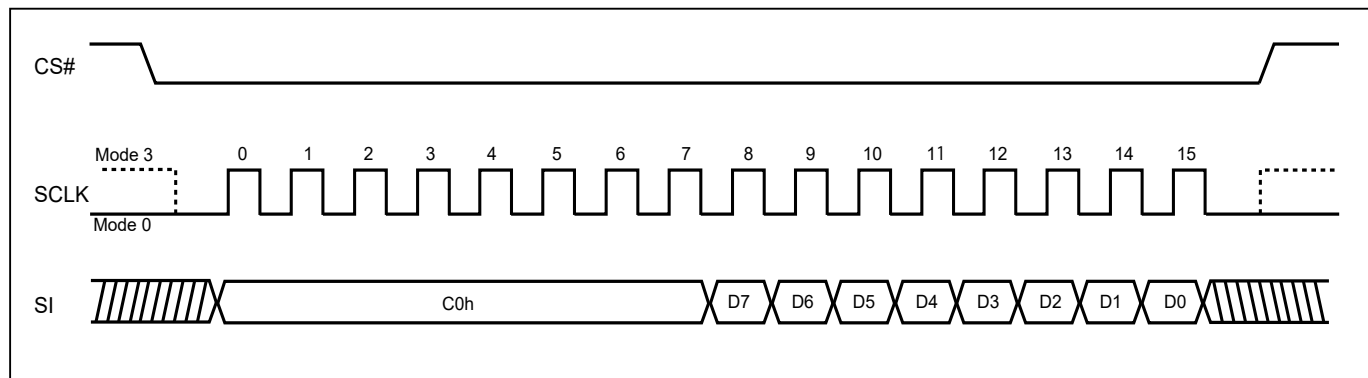 CS#
Mode 3
0 1 2 3 4 5 6 7 8 9 10 11 12 13 14 15
SCLK
Mode 0
SI
C0h D7 D6 D5 D4 D3 D2 D1 D0